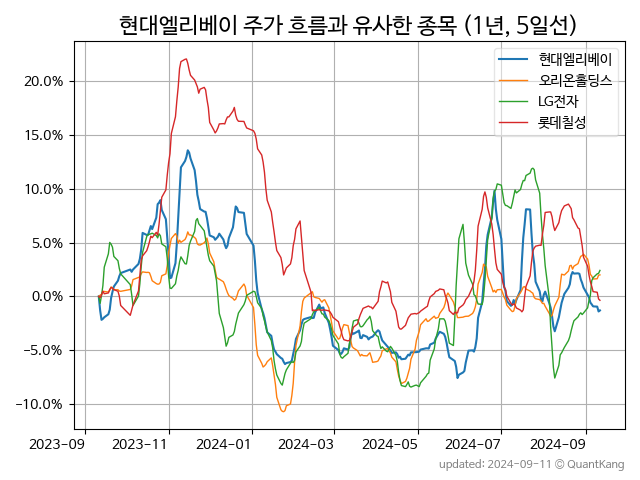 현대엘리베이 주가 흐름과 유사한 종목 (1년, 5일선)
현대엘리베이
오리온홀딩스
LG전자
롯데칠성
20.0%
15.0%
10.0%
5.0%
0.0%
−5.0%
−10.0%
2023-09 2023-11 2024-01 2024-03 2024-05 2024-07 2024-09
updated: 2024-09-11 © QuantKang